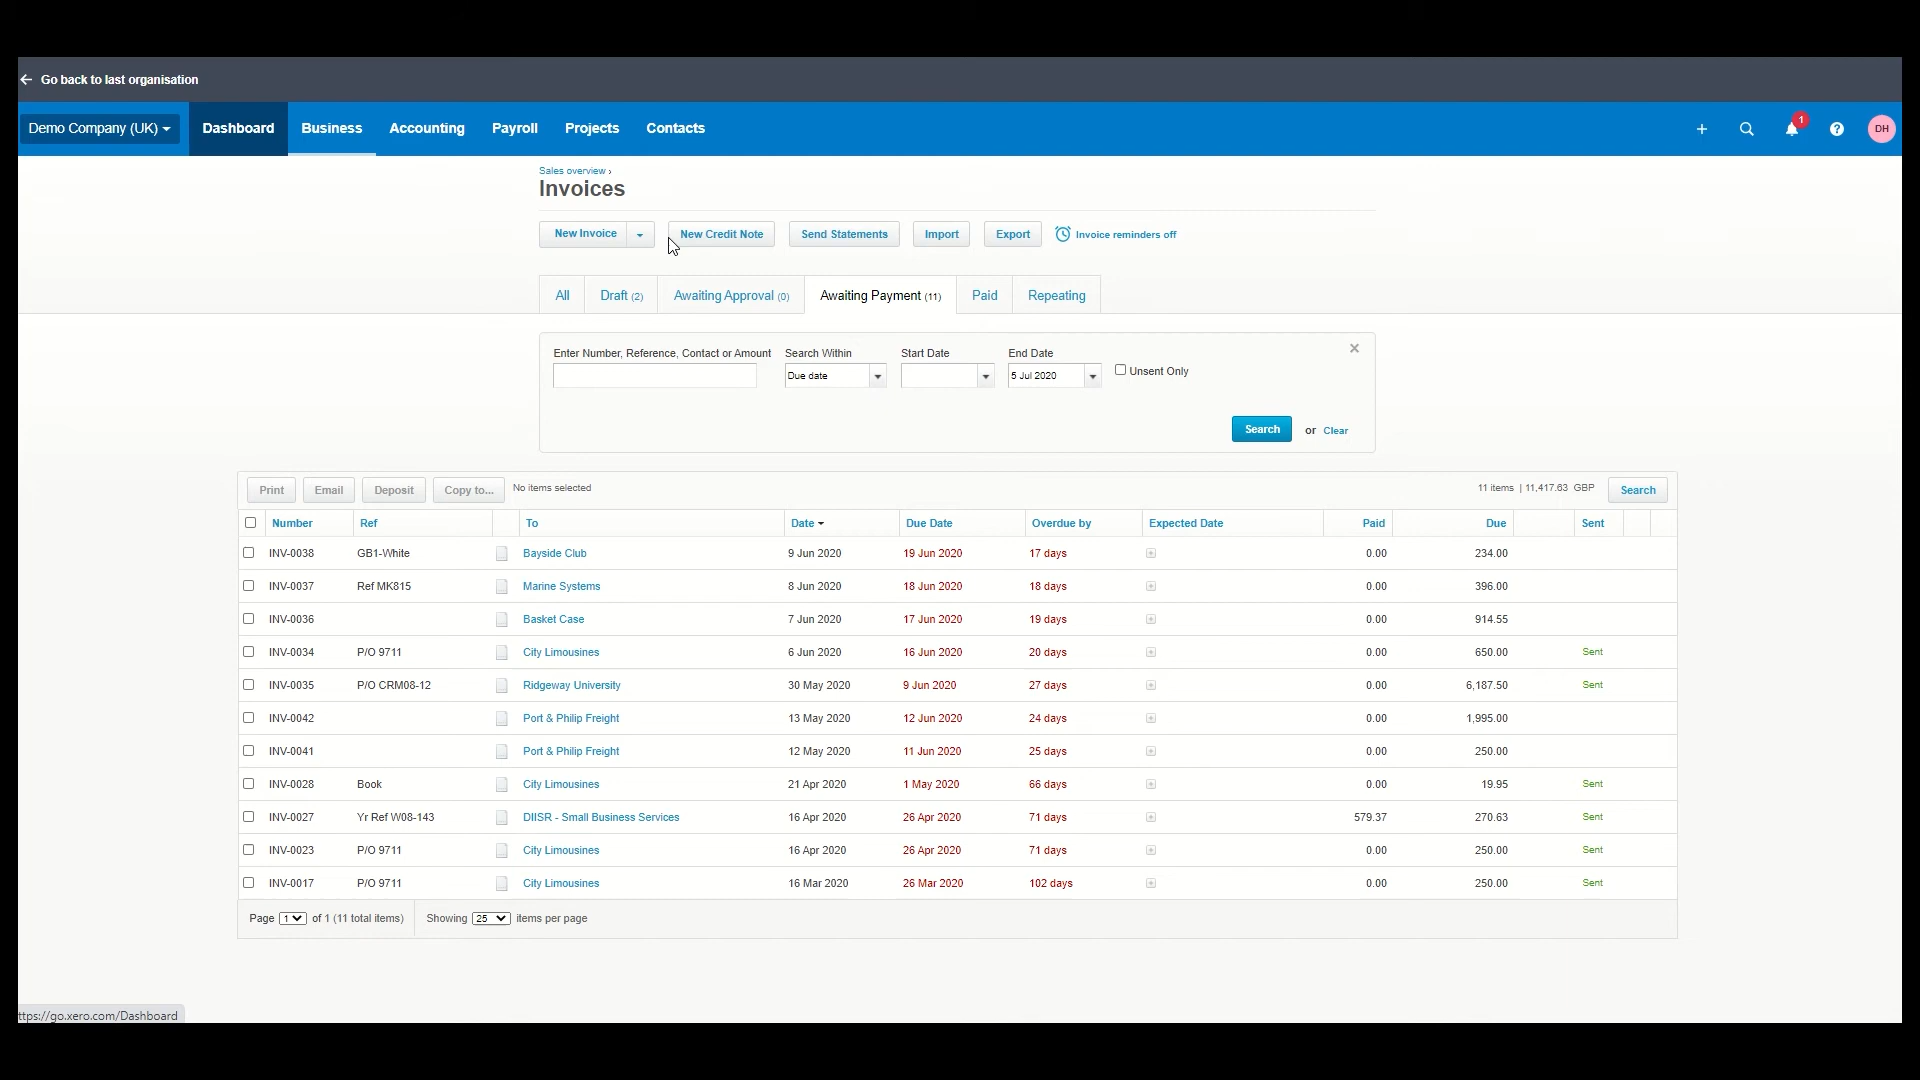 Go back to last organisation
Demo Company (UK) Dashboard Business Accounting Payroll Projects Contacts 1 ? DH
Sales overview ›
Invoices
New Invoice New Credit Note Send Statements Import Export Invoice reminders off
All Draft (2) Awaiting Approval (0) Awaiting Payment (11) Paid Repeating
Enter Number, Reference, Contact or Amount Search Within Start Date End Date
Due date 5 Jul 2020 Unsent Only
Search or Clear
Print Email Deposit Copy to... No items selected 11 items | 11,417.63 GBP Search
Number Ref To Date Due Date Overdue by Expected Date Paid Due Sent
INV-0038 GB1-White Bayside Club 9 Jun 2020 19 Jun 2020 17 days 0.00 234.00
INV-0037 Ref MK815 Marine Systems 8 Jun 2020 18 Jun 2020 18 days 0.00 396.00
INV-0036 Basket Case 7 Jun 2020 17 Jun 2020 19 days 0.00 914.55
INV-0034 P/O 9711 City Limousines 6 Jun 2020 16 Jun 2020 20 days 0.00 650.00 Sent
INV-0035 P/O CRM08-12 Ridgeway University 30 May 2020 9 Jun 2020 27 days 0.00 6,187.50 Sent
INV-0042 Port & Philip Freight 13 May 2020 12 Jun 2020 24 days 0.00 1,995.00
INV-0041 Port & Philip Freight 12 May 2020 11 Jun 2020 25 days 0.00 250.00
INV-0028 Book City Limousines 21 Apr 2020 1 May 2020 66 days 0.00 19.95 Sent
INV-0027 Yr Ref W08-143 DIISR - Small Business Services 16 Apr 2020 26 Apr 2020 71 days 579.37 270.63 Sent
INV-0023 P/O 9711 City Limousines 16 Apr 2020 26 Apr 2020 71 days 0.00 250.00 Sent
INV-0017 P/O 9711 City Limousines 16 Mar 2020 26 Mar 2020 102 days 0.00 250.00 Sent
Page 1 of 1 (11 total items) Showing 25 items per page
ttps://go.xero.com/Dashboard